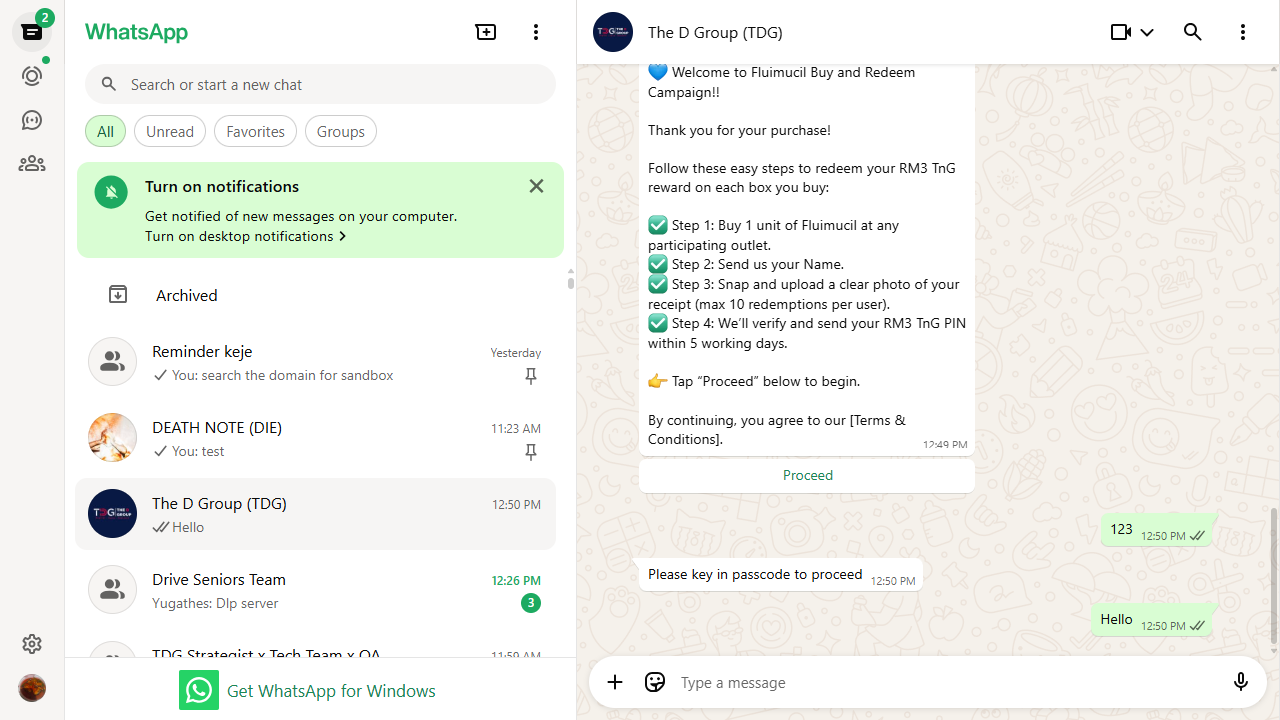 2
WhatsApp
Search or start a new chat
All
Unread
Favorites
Groups
Turn on notifications
Get notified of new messages on your computer.
Turn on desktop notifications
Archived
Reminder keje
Yesterday
You: search the domain for sandbox
DEATH NOTE (DIE)
11:23 AM
You: test
The D Group (TDG)
12:50 PM
Hello
Drive Seniors Team
12:26 PM
Yugathes: Dlp server
3
TDG Strategist x Tech Team x QA
11:59 AM
Get WhatsApp for Windows
The D Group (TDG)
💙 Welcome to Fluimucil Buy and Redeem
Campaign!!
Thank you for your purchase!
Follow these easy steps to redeem your RM3 TnG
reward on each box you buy:
✅ Step 1: Buy 1 unit of Fluimucil at any
participating outlet.
✅ Step 2: Send us your Name.
✅ Step 3: Snap and upload a clear photo of your
receipt (max 10 redemptions per user).
✅ Step 4: We’ll verify and send your RM3 TnG PIN
within 5 working days.
👉 Tap “Proceed” below to begin.
By continuing, you agree to our [Terms &
Conditions].
12:49 PM
Proceed
123
12:50 PM
Please key in passcode to proceed
12:50 PM
Hello
12:50 PM
Type a message